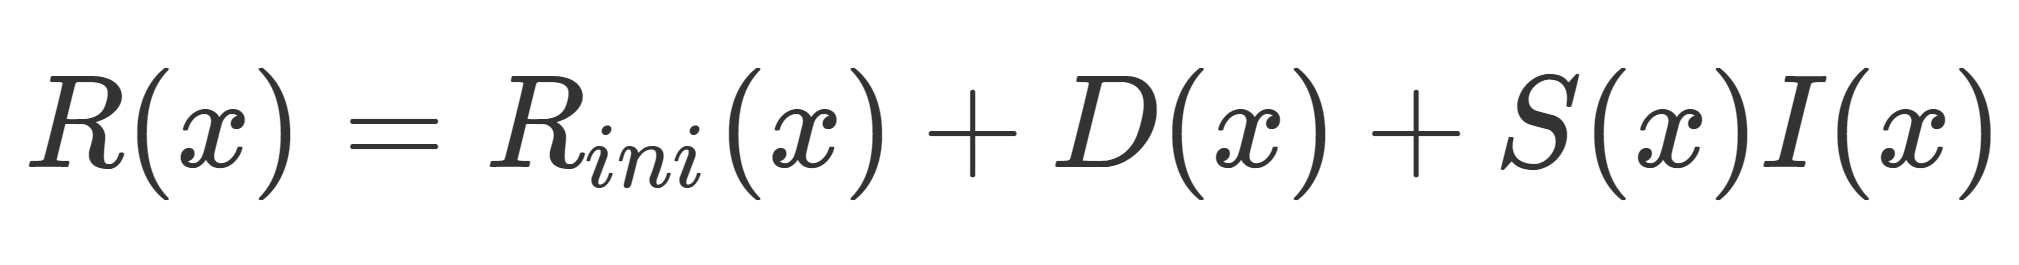 R(x) = R_{ini}(x) + D(x) + S(x)I(x)